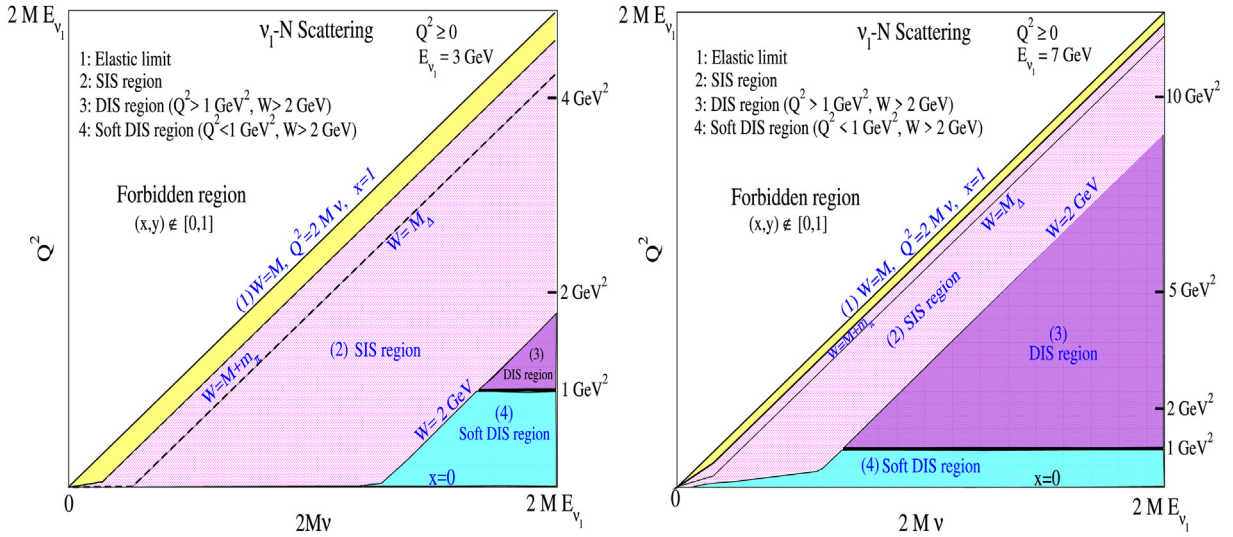 2 M E_ν_l
ν_l-N Scattering
Q² ≥ 0
E_ν_l = 3 GeV
1: Elastic limit
2: SIS region
3: DIS region (Q²> 1 GeV², W> 2 GeV)
4: Soft DIS region (Q²<1 GeV², W> 2 GeV)
4 GeV²
Forbidden region
(x,y) ∉ [0,1]
(1)W=M, Q²=2 M ν, x=1
W= M_Δ
Q²
2 GeV²
W=M+m_π
(2) SIS region
(3)
DIS region
1 GeV²
W= 2 GeV
(4)
Soft DIS region
x=0
0
2Mν
2 M E_ν_l
2 M E_ν_l
ν_l-N Scattering
Q² ≥ 0
E_ν_l = 7 GeV
1: Elastic limit
2: SIS region
3: DIS region (Q² > 1 GeV², W > 2 GeV)
4: Soft DIS region (Q² < 1 GeV², W > 2 GeV)
10 GeV²
Forbidden region
(x,y) ∉ [0,1]
(1) W=M, Q²=2 M ν, x=1
W=M_Δ
W=2 GeV
Q²
5 GeV²
W=M+m_π
(2) SIS region
(3)
DIS region
2 GeV²
1 GeV²
(4) Soft DIS region
x=0
0
2 M ν
2 M E_ν_l